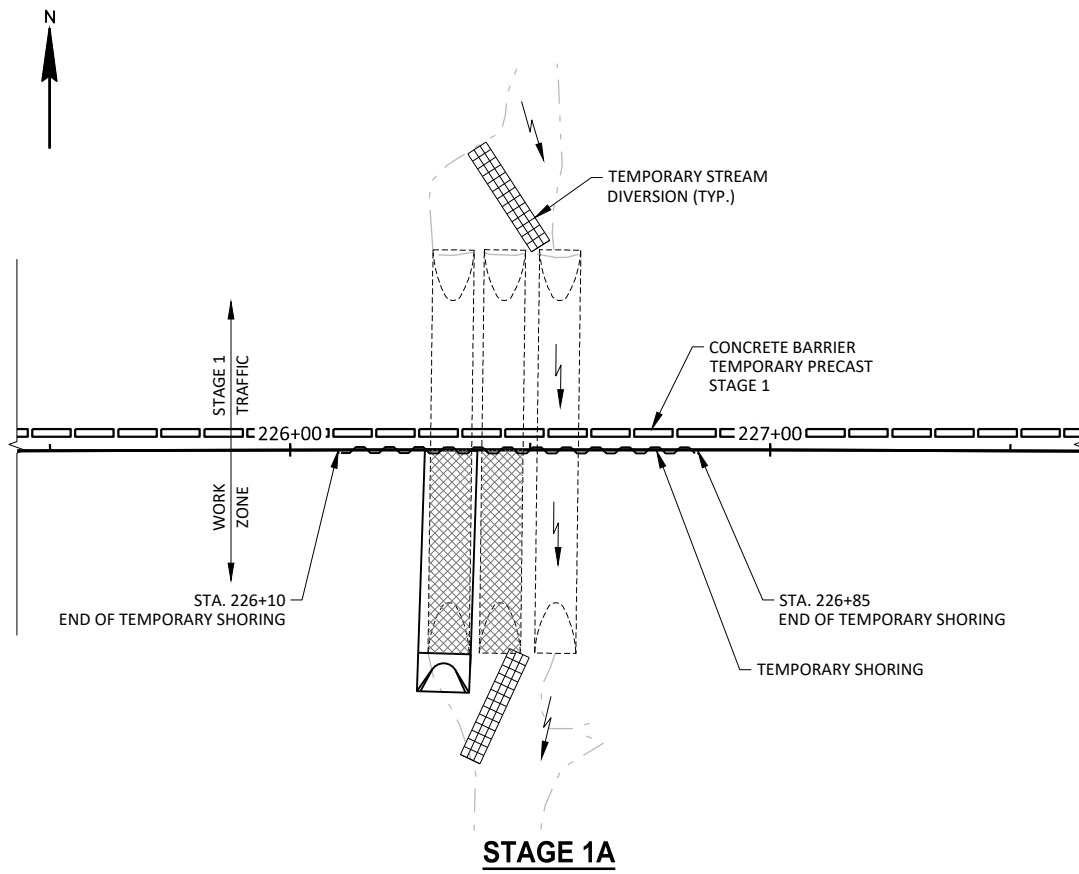 N
TEMPORARY STREAM
DIVERSION (TYP.)
STAGE 1
TRAFFIC
CONCRETE BARRIER
TEMPORARY PRECAST
STAGE 1
226+00
227+00
WORK
ZONE
STA. 226+10
END OF TEMPORARY SHORING
STA. 226+85
END OF TEMPORARY SHORING
TEMPORARY SHORING
STAGE 1A